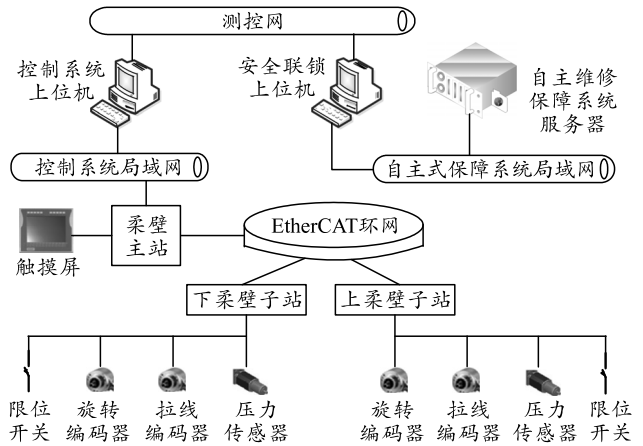 测控网
控制系统
上位机
安全联锁
上位机
自主维修
保障系统
服务器
控制系统局域网
自主式保障系统局域网
触摸屏
柔壁
主站
EtherCAT环网
下柔壁子站
上柔壁子站
限位
开关
旋转
编码器
拉线
编码器
压力
传感器
旋转
编码器
拉线
编码器
压力
传感器
限位
开关